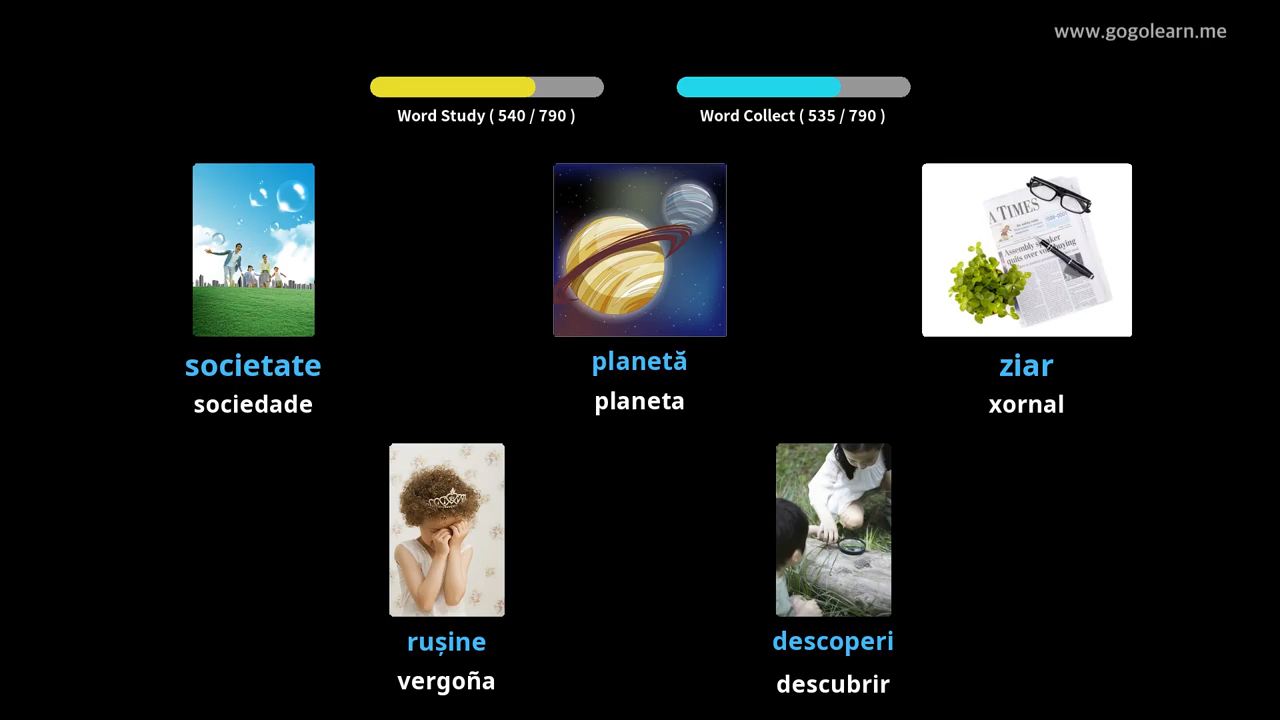 www.gogolearn.me
Word Study ( 540 / 790 )
Word Collect ( 535 / 790 )
A TIMES
societate
sociedade
planetă
planeta
ziar
xornal
rușine
vergoña
descoperi
descubrir